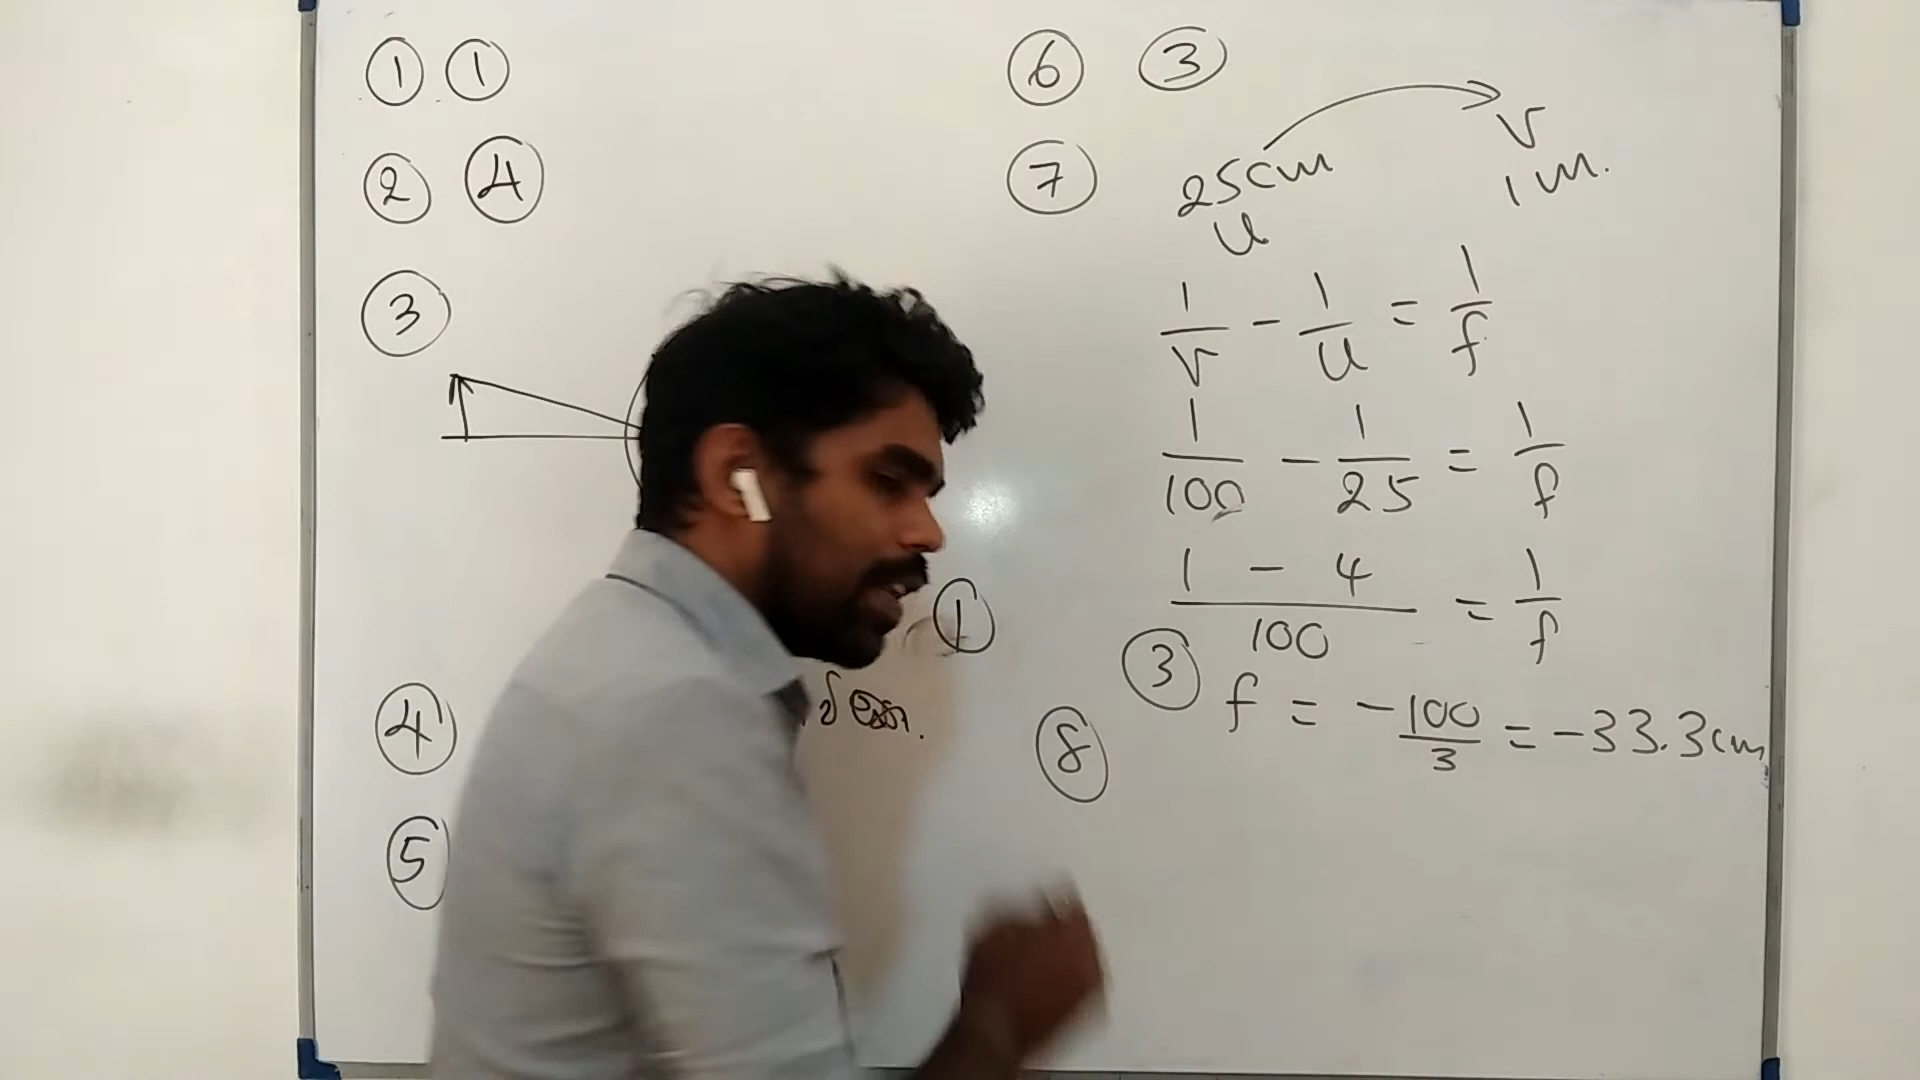 ① ①
② ④
③
①
④
⑤
⑥ ③
⑦ 25cm v
u 1m.
1/v - 1/u = 1/f
1/100 - 1/25 = 1/f
(1 - 4)/100 = 1/f
③ f = -100/3 = -33.3cm
⑧